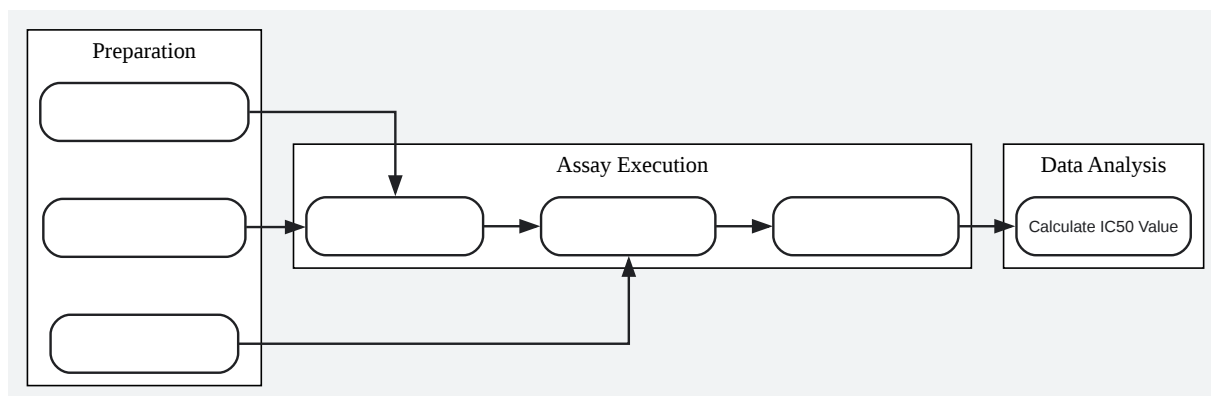 Preparation
Assay Execution
Data Analysis
Calculate IC50 Value